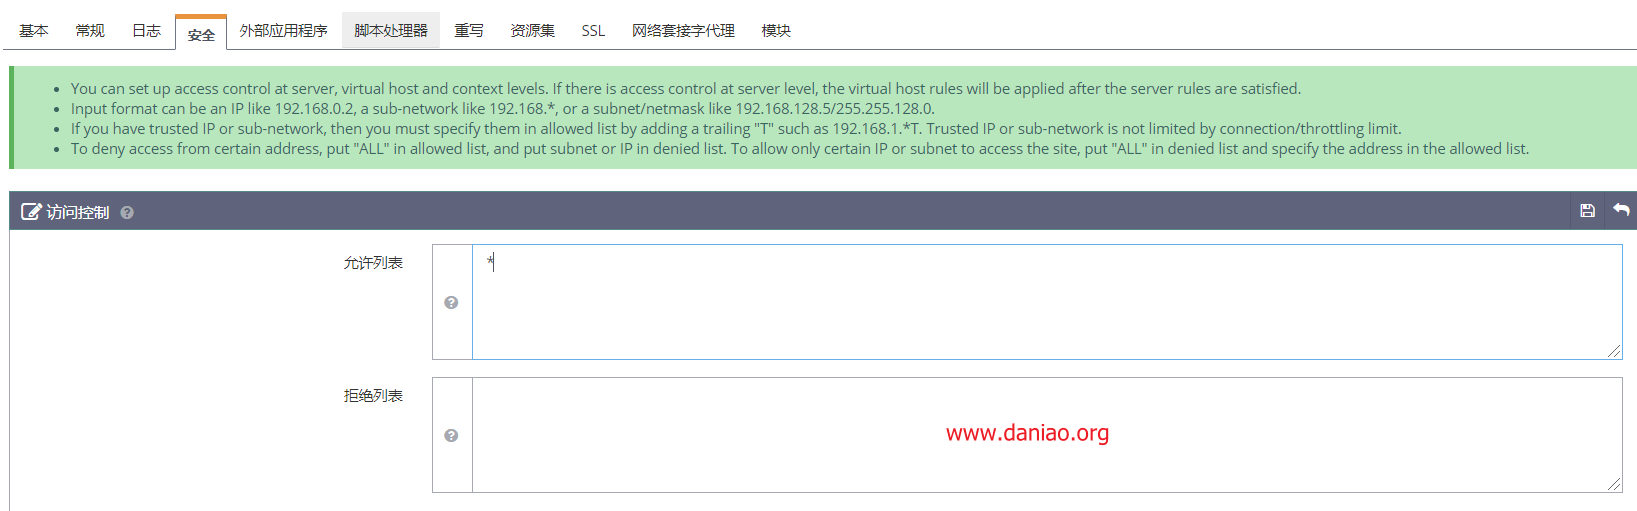 基本 常规 日志 安全 外部应用程序 脚本处理器 重写 资源集 SSL 网络套接字代理 模块
• You can set up access control at server, virtual host and context levels. If there is access control at server level, the virtual host rules will be applied after the server rules are satisfied.
• Input format can be an IP like 192.168.0.2, a sub-network like 192.168.*, or a subnet/netmask like 192.168.128.5/255.255.128.0.
• If you have trusted IP or sub-network, then you must specify them in allowed list by adding a trailing "T" such as 192.168.1.*T. Trusted IP or sub-network is not limited by connection/throttling limit.
• To deny access from certain address, put "ALL" in allowed list, and put subnet or IP in denied list. To allow only certain IP or subnet to access the site, put "ALL" in denied list and specify the address in the allowed list.
访问控制
允许列表 *
拒绝列表
www.daniao.org